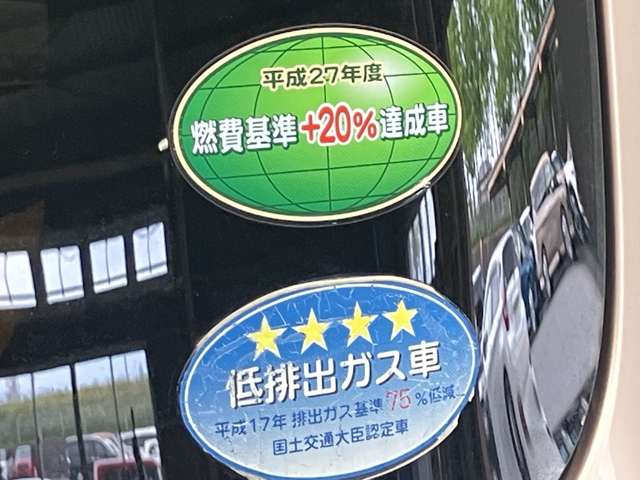 平成27年度
燃費基準+20%達成車
低排出ガス車
平成17年 排出ガス基準75%低減
国土交通大臣認定車